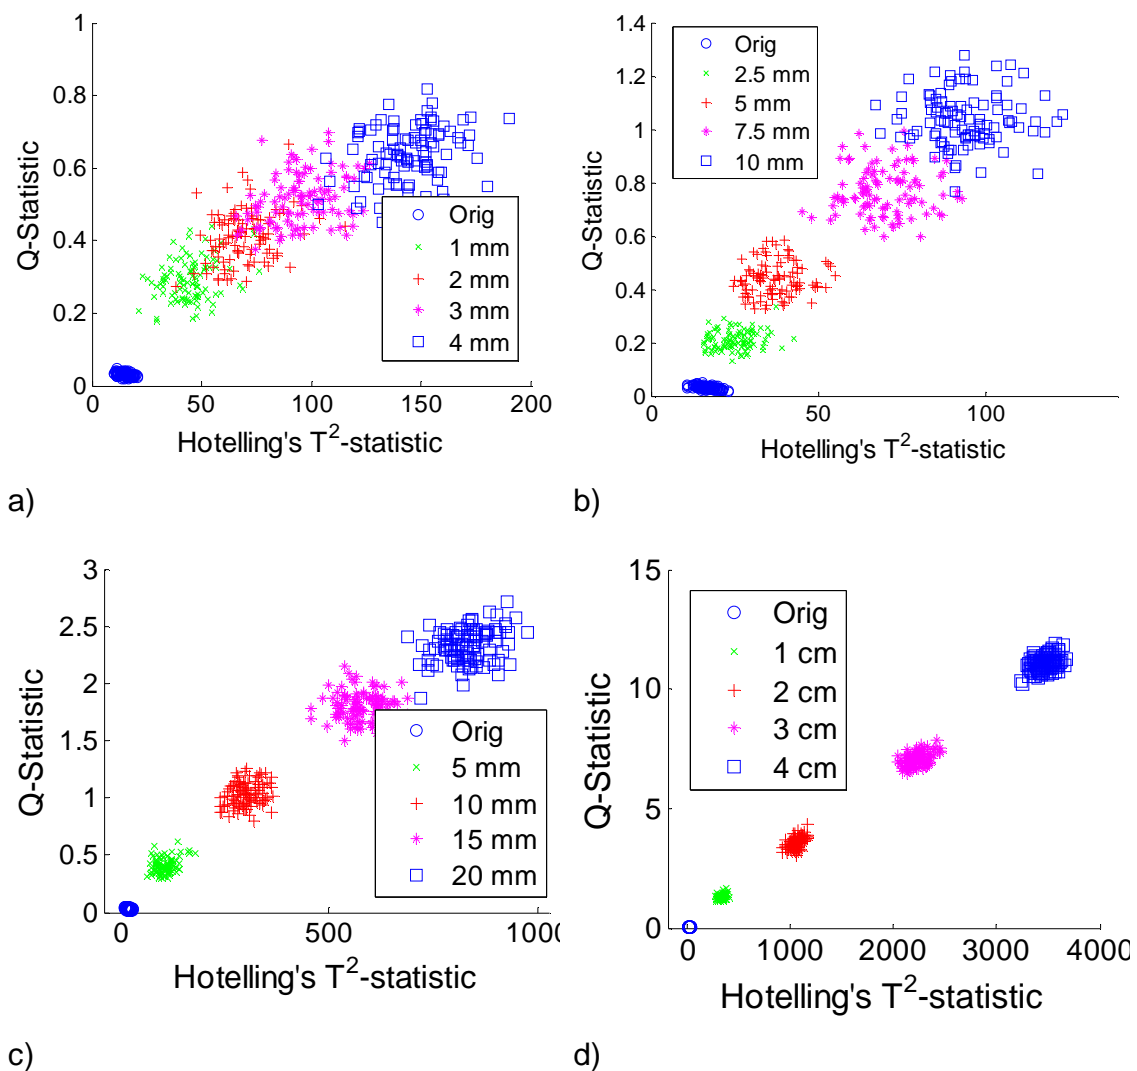 1
0.8
0.6
0.4
0.2
0
0
50
100
150
200
Q-Statistic
Hotelling's T²-statistic
Orig
1 mm
2 mm
3 mm
4 mm
a)
1.4
1.2
1
0.8
0.6
0.4
0.2
0
0
50
100
Q-Statistic
Hotelling's T²-statistic
Orig
2.5 mm
5 mm
7.5 mm
10 mm
b)
3
2.5
2
1.5
1
0.5
0
0
500
1000
Q-Statistic
Hotelling's T²-statistic
Orig
5 mm
10 mm
15 mm
20 mm
c)
15
10
5
0
0
1000
2000
3000
4000
Q-Statistic
Hotelling's T²-statistic
Orig
1 cm
2 cm
3 cm
4 cm
d)